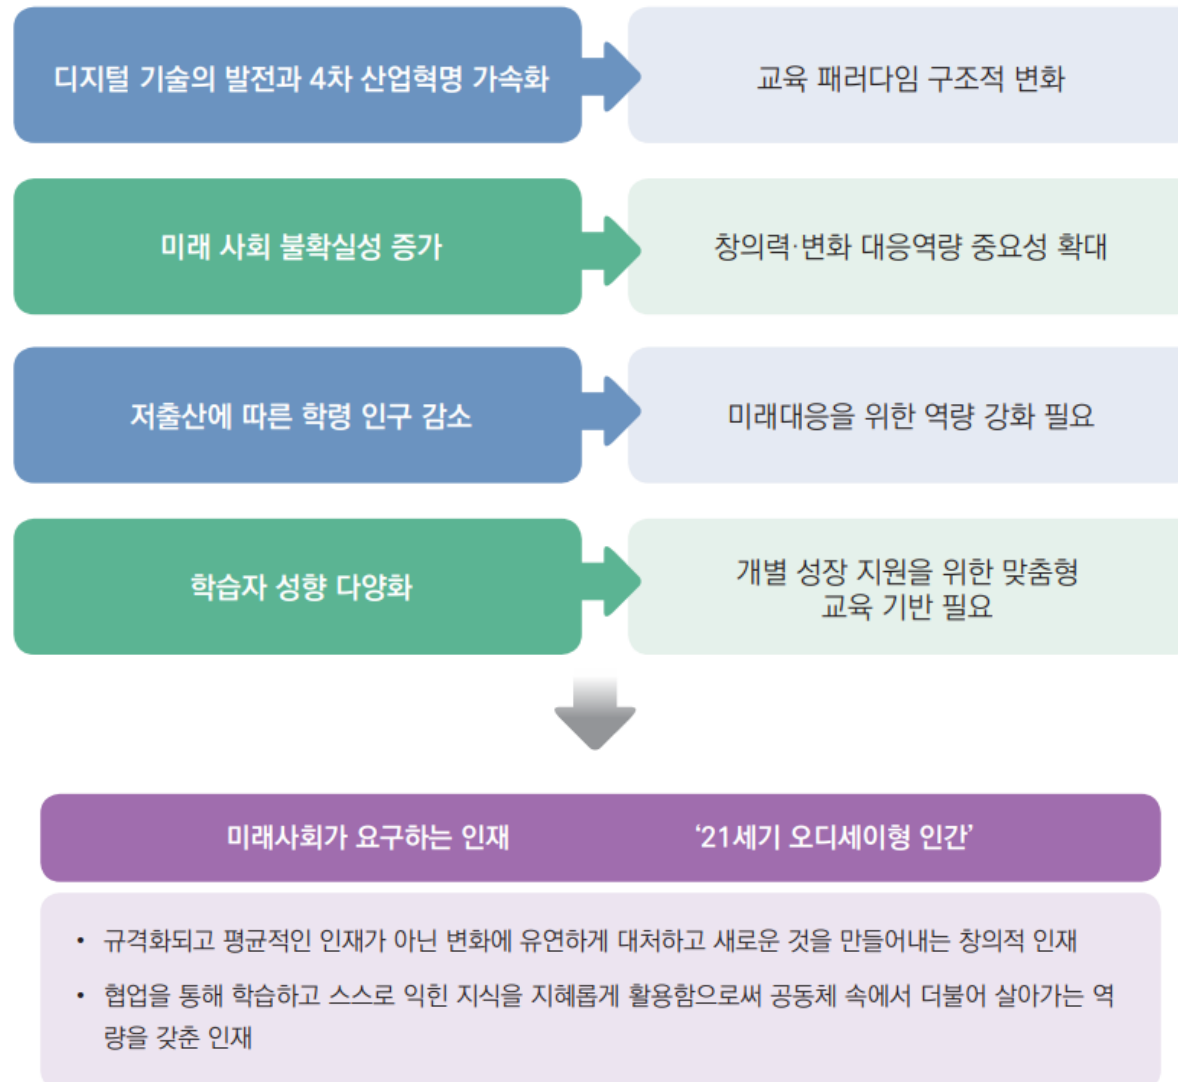 디지털 기술의 발전과 4차 산업혁명 가속화
교육 패러다임 구조적 변화
미래 사회 불확실성 증가
창의력·변화 대응역량 중요성 확대
저출산에 따른 학령 인구 감소
미래대응을 위한 역량 강화 필요
학습자 성향 다양화
개별 성장 지원을 위한 맞춤형
교육 기반 필요
미래사회가 요구하는 인재 ‘21세기 오디세이형 인간’
• 규격화되고 평균적인 인재가 아닌 변화에 유연하게 대처하고 새로운 것을 만들어내는 창의적 인재
• 협업을 통해 학습하고 스스로 익힌 지식을 지혜롭게 활용함으로써 공동체 속에서 더불어 살아가는 역
량을 갖춘 인재